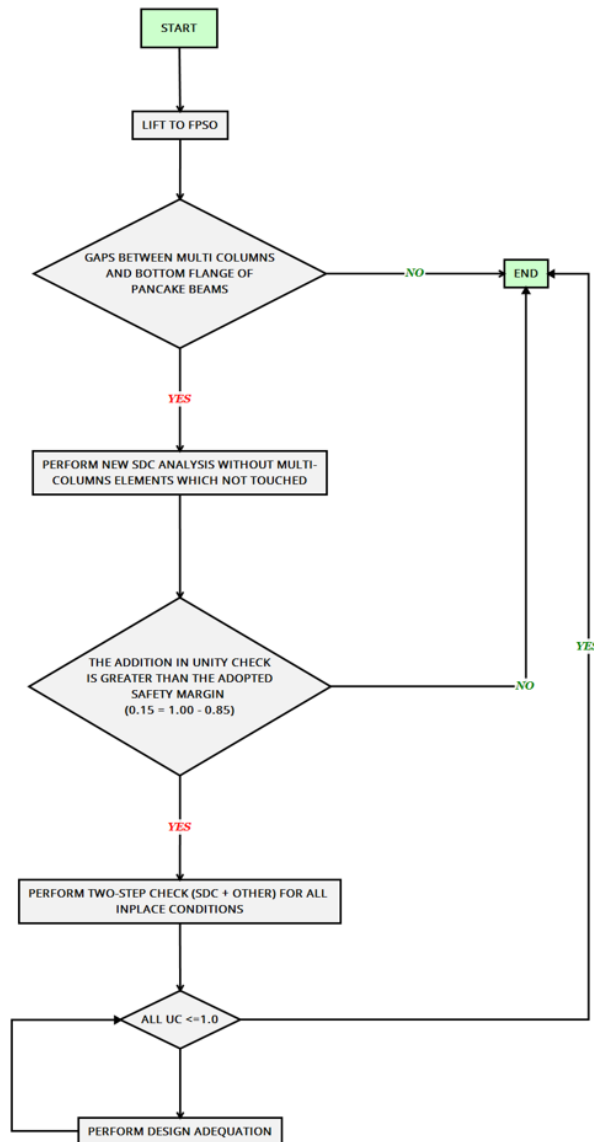 START
LIFT TO FPSO
GAPS BETWEEN MULTI COLUMNS
AND BOTTOM FLANGE OF
PANCAKE BEAMS
NO
END
YES
PERFORM NEW SDC ANALYSIS WITHOUT MULTI-
COLUMNS ELEMENTS WHICH NOT TOUCHED
YES
THE ADDITION IN UNITY CHECK
IS GREATER THAN THE ADOPTED
SAFETY MARGIN
(0.15 = 1.00 - 0.85)
NO
YES
PERFORM TWO-STEP CHECK (SDC + OTHER) FOR ALL
INPLACE CONDITIONS
ALL UC <=1.0
PERFORM DESIGN ADEQUATION